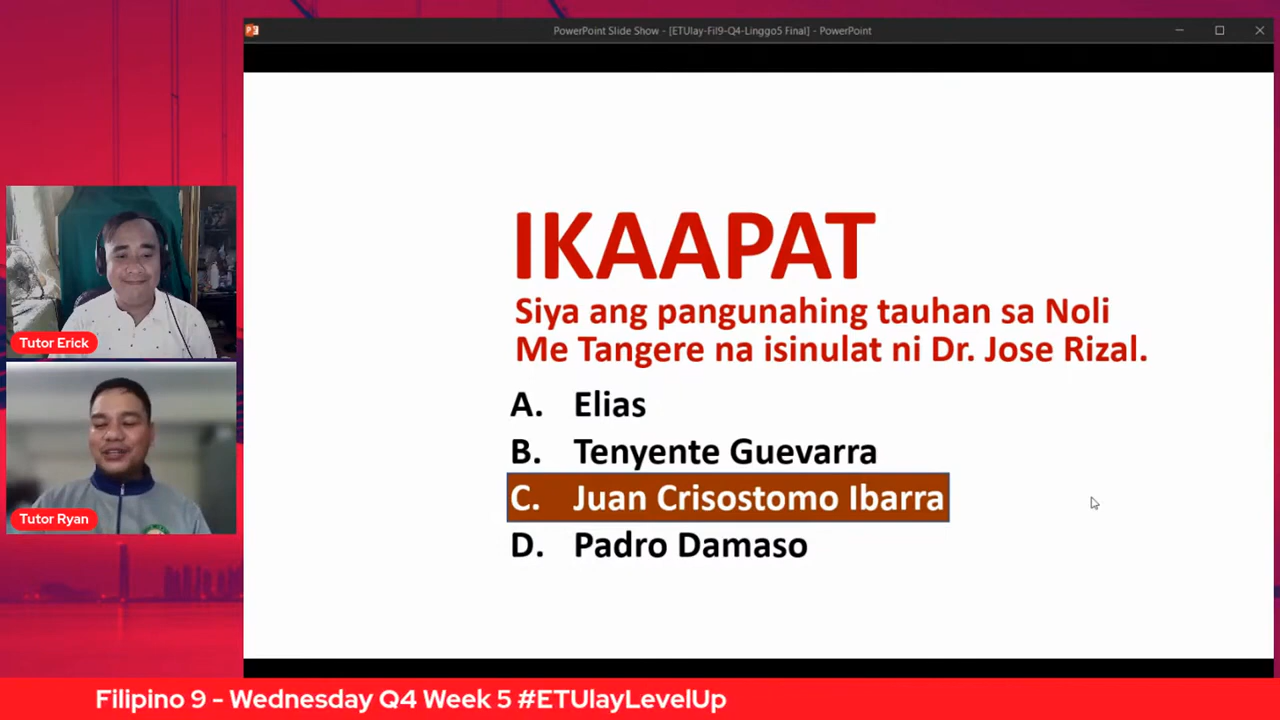 PowerPoint Slide Show - [ETUlay-Fil9-Q4-Linggo5 Final] - PowerPoint
IKAAPAT
Siya ang pangunahing tauhan sa Noli
Me Tangere na isinulat ni Dr. Jose Rizal.
A. Elias
B. Tenyente Guevarra
C. Juan Crisostomo Ibarra
D. Padro Damaso
Tutor Erick
Tutor Ryan
Filipino 9 - Wednesday Q4 Week 5 #ETUlayLevelUp